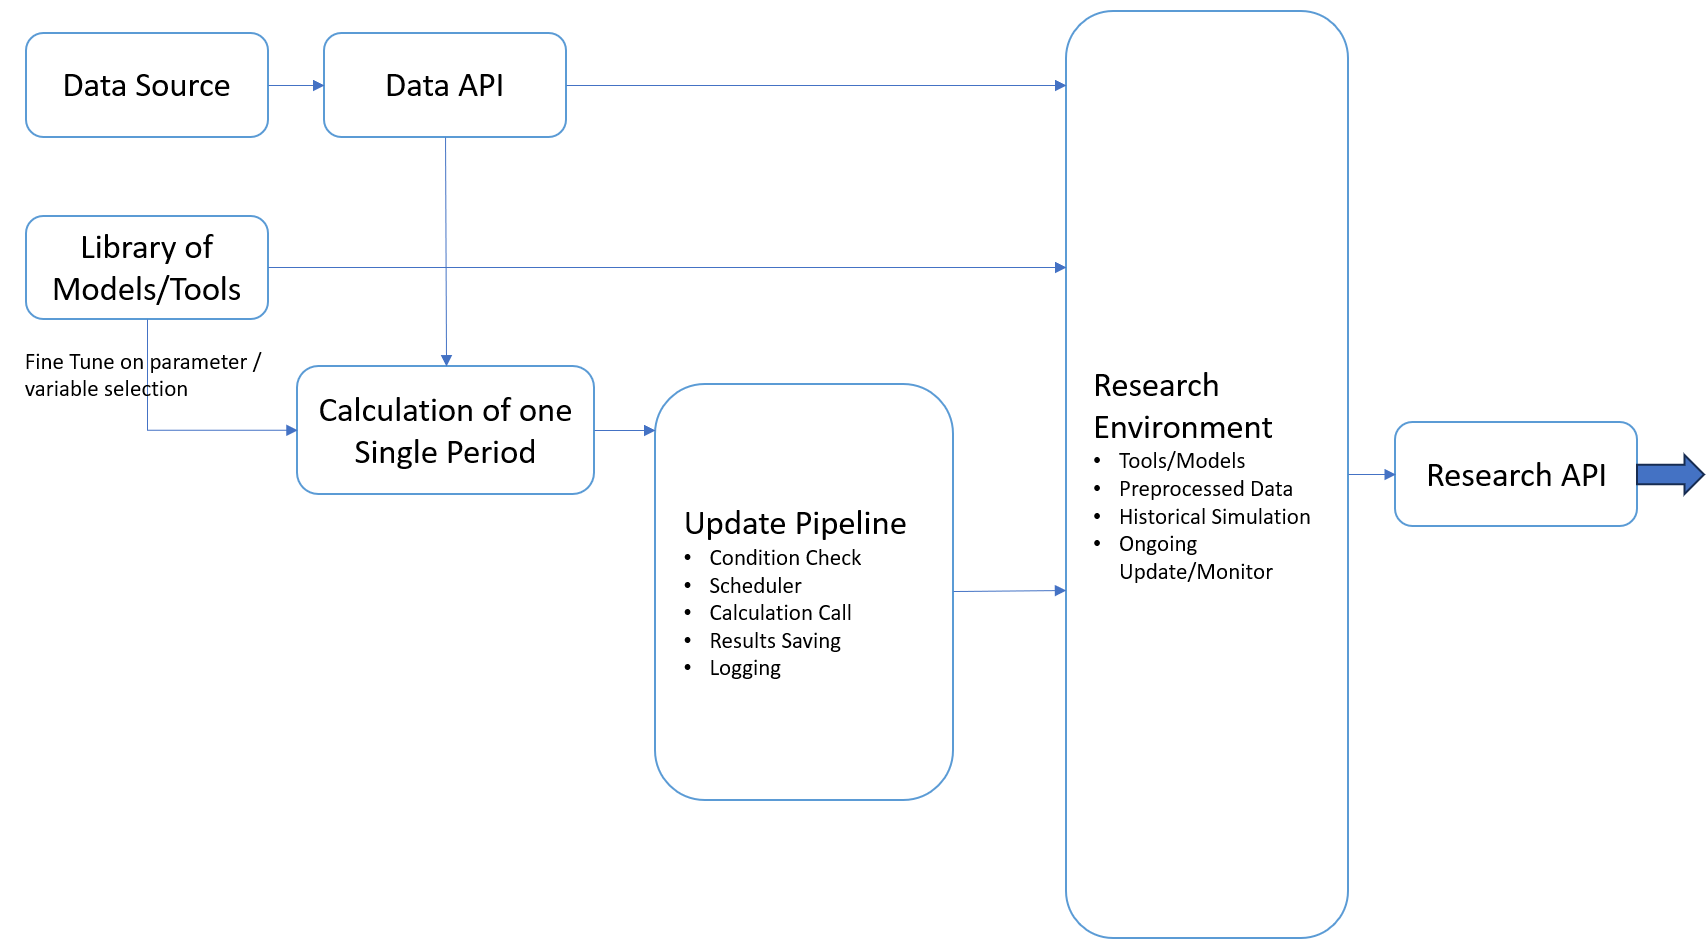 Data Source
Data API
Library of
Models/Tools
Fine Tune on parameter /
variable selection
Calculation of one
Single Period
Update Pipeline
• Condition Check
• Scheduler
• Calculation Call
• Results Saving
• Logging
Research
Environment
• Tools/Models
• Preprocessed Data
• Historical Simulation
• Ongoing
Update/Monitor
Research API